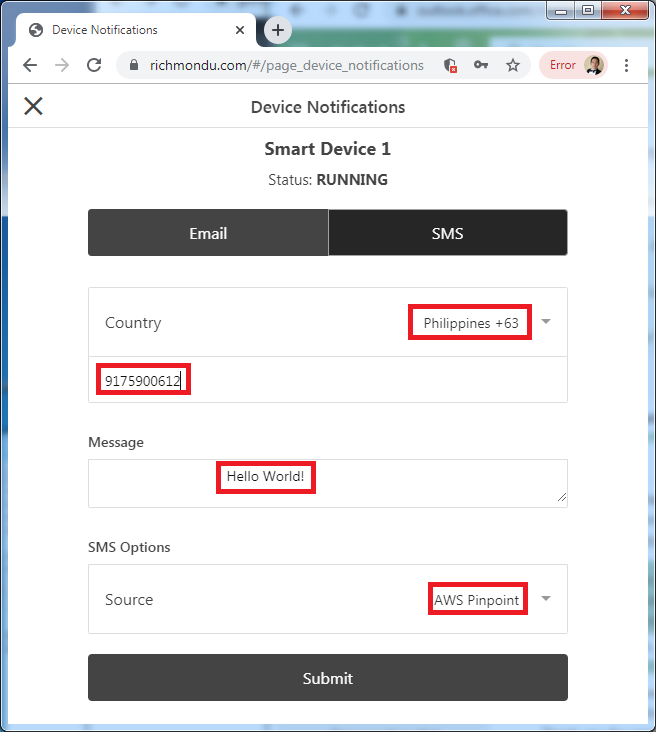 Device Notifications
richmondu.com/#/page_device_notifications
Error
Device Notifications
Smart Device 1
Status: RUNNING
Email SMS
Country Philippines +63
9175900612
Message
Hello World!
SMS Options
Source AWS Pinpoint
Submit